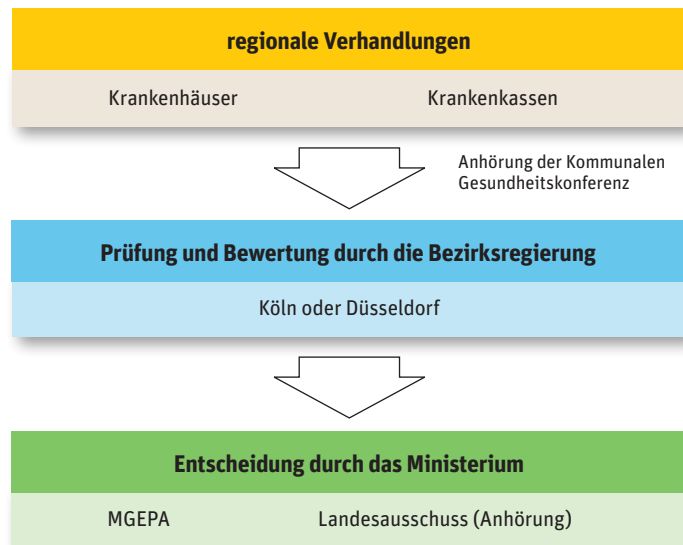 regionale Verhandlungen
Krankenhäuser Krankenkassen
Anhörung der Kommunalen
Gesundheitskonferenz
Prüfung und Bewertung durch die Bezirksregierung
Köln oder Düsseldorf
Entscheidung durch das Ministerium
MGEPA Landesausschuss (Anhörung)